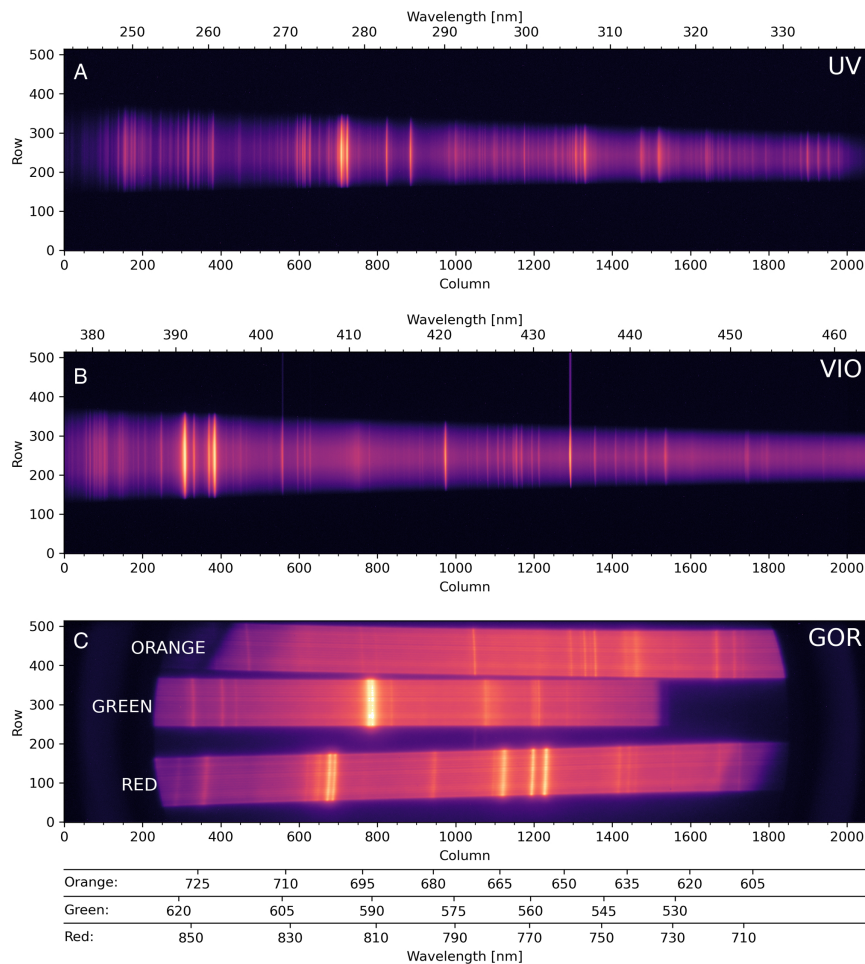 Wavelength [nm]
250 260 270 280 290 300 310 320 330
500
A
UV
400
Row
300
200
100
0
0 200 400 600 800 1000 1200 1400 1600 1800 2000
Column
Wavelength [nm]
380 390 400 410 420 430 440 450 460
500
B
VIO
400
Row
300
200
100
0
0 200 400 600 800 1000 1200 1400 1600 1800 2000
Column
500
C
ORANGE
GOR
400
Row
300
GREEN
200
100
RED
0
0 200 400 600 800 1000 1200 1400 1600 1800 2000
Column
Orange: 725 710 695 680 665 650 635 620 605
Green: 620 605 590 575 560 545 530
Red: 850 830 810 790 770 750 730 710
Wavelength [nm]